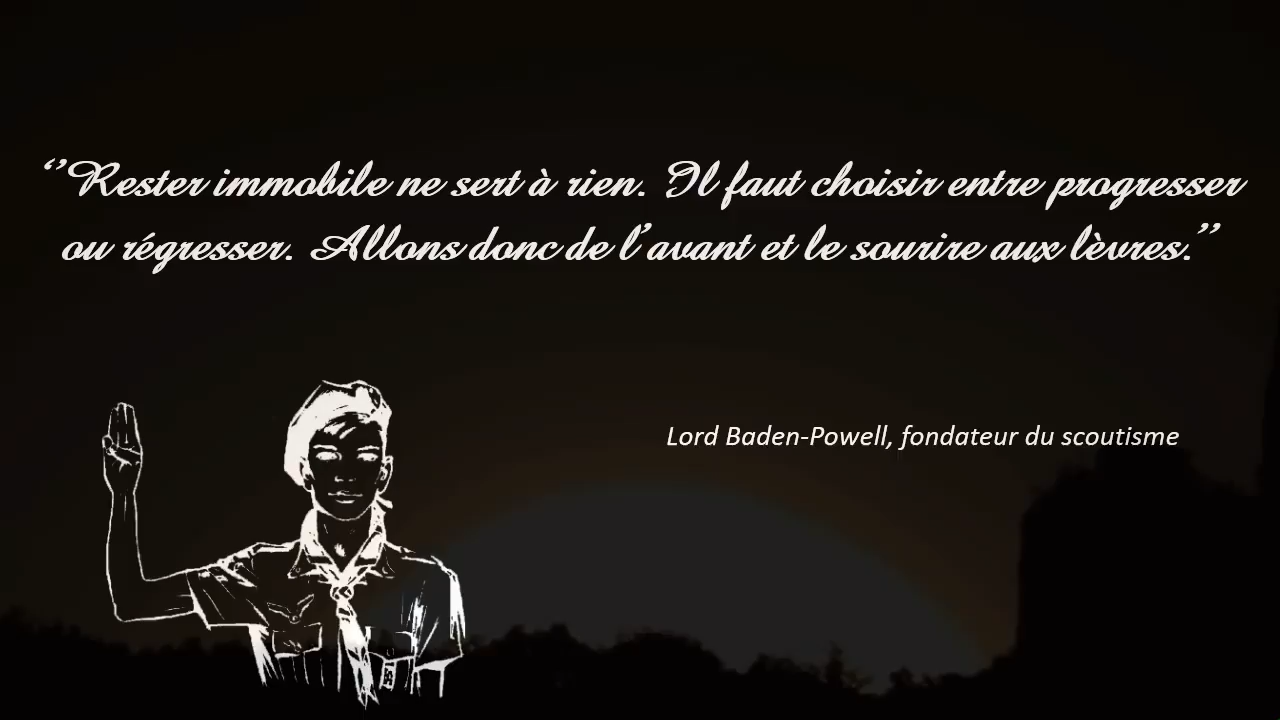 ‘’Rester immobile ne sert à rien. Il faut choisir entre progresser
ou régresser. Allons donc de l’avant et le sourire aux lèvres.’’
Lord Baden-Powell, fondateur du scoutisme